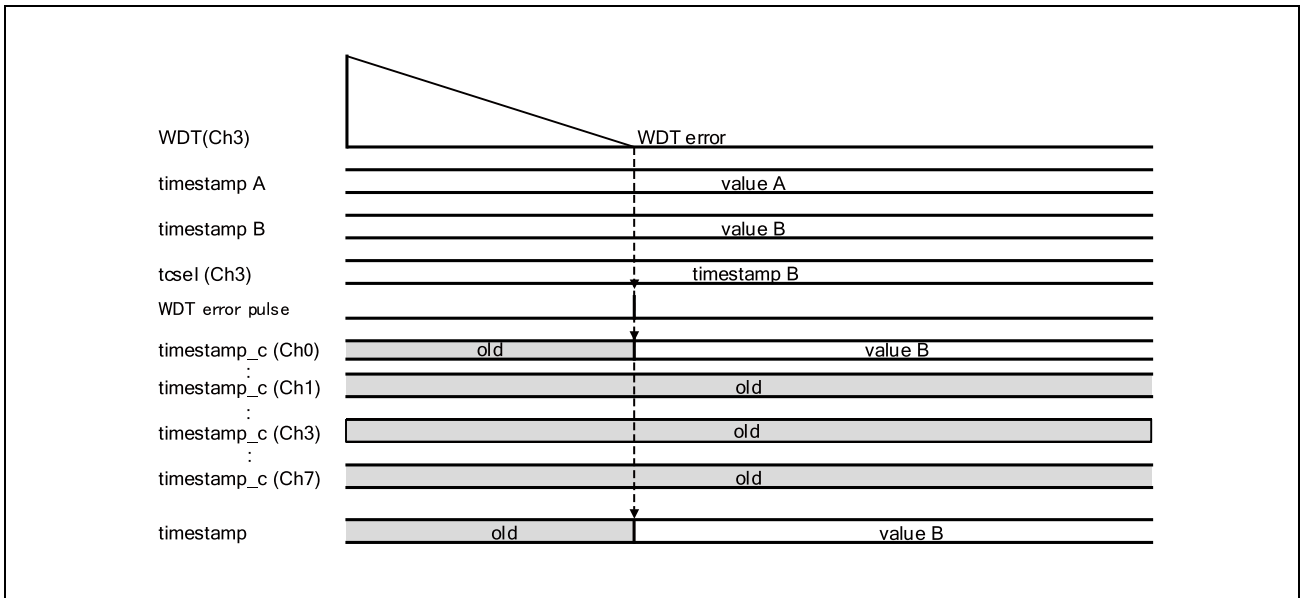 WDT(Ch3) WDT error
timestamp A value A
timestamp B value B
tcsel (Ch3) timestamp B
WDT error pulse
timestamp_c (Ch0) old value B
:
timestamp_c (Ch1) old
:
timestamp_c (Ch3) old
:
timestamp_c (Ch7) old
timestamp old value B